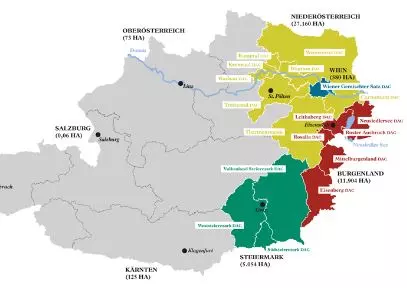 NIEDERÖSTERREICH
(27.160 HA)
OBERÖSTERREICH
(73 HA)
Donau
Weinviertel DAC
Kamptal DAC
Kremstal DAC
Wagram DAC
Wachau DAC
WIEN
(580 HA)
Linz
St. Pölten
Wiener Gemischter Satz DAC
Carnuntum DAC
Traisental DAC
Leithaberg DAC
Neusiedlersee DAC
Eisenstadt
SALZBURG
(0,06 HA)
Salzburg
Thermenregion
Rosalia DAC
Ruster Ausbruch DAC
Neusiedler See
Mittelburgenland DAC
Vulkanland Steiermark DAC
BURGENLAND
(11.904 HA)
Eisenberg DAC
Graz
Weststeiermark DAC
Südsteiermark DAC
Klagenfurt
STEIERMARK
(5.054 HA)
KÄRNTEN
(125 HA)